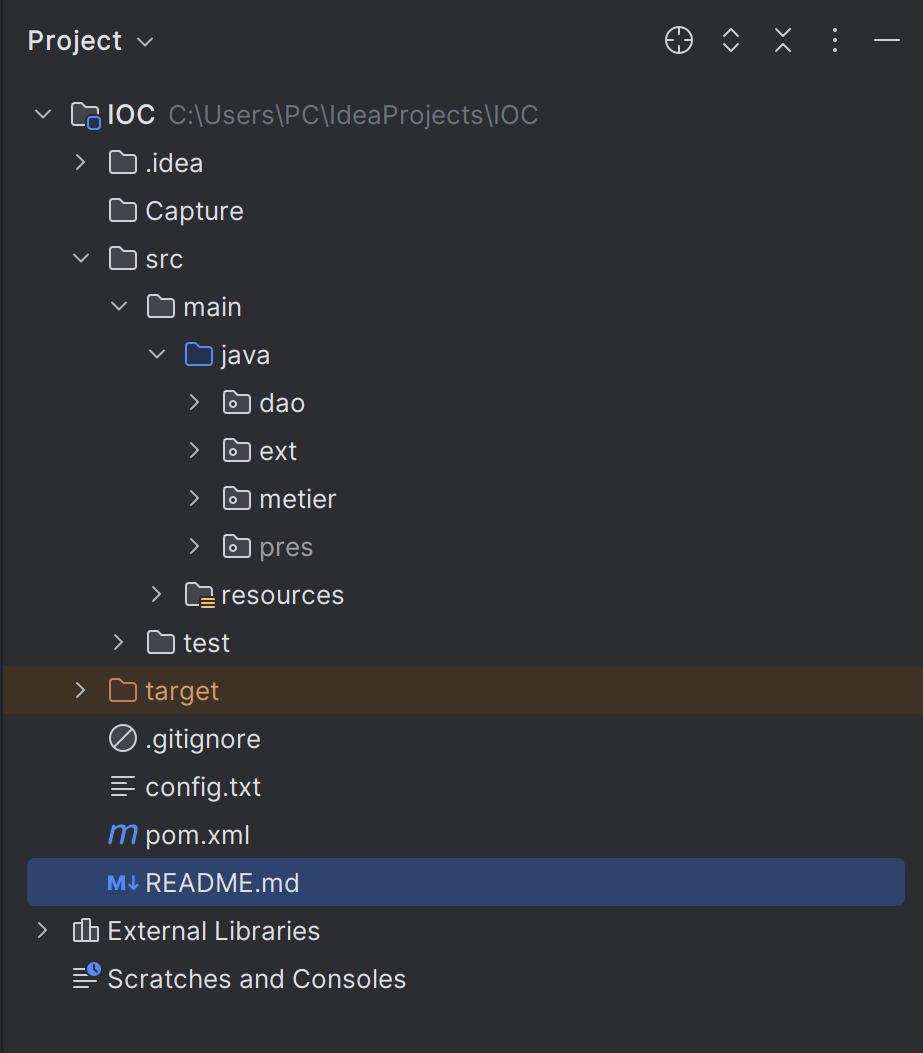 Project
IOC C:\Users\PC\IdeaProjects\IOC
.idea
Capture
src
main
java
dao
ext
metier
pres
resources
test
target
.gitignore
config.txt
m pom.xml
M↓ README.md
External Libraries
Scratches and Consoles